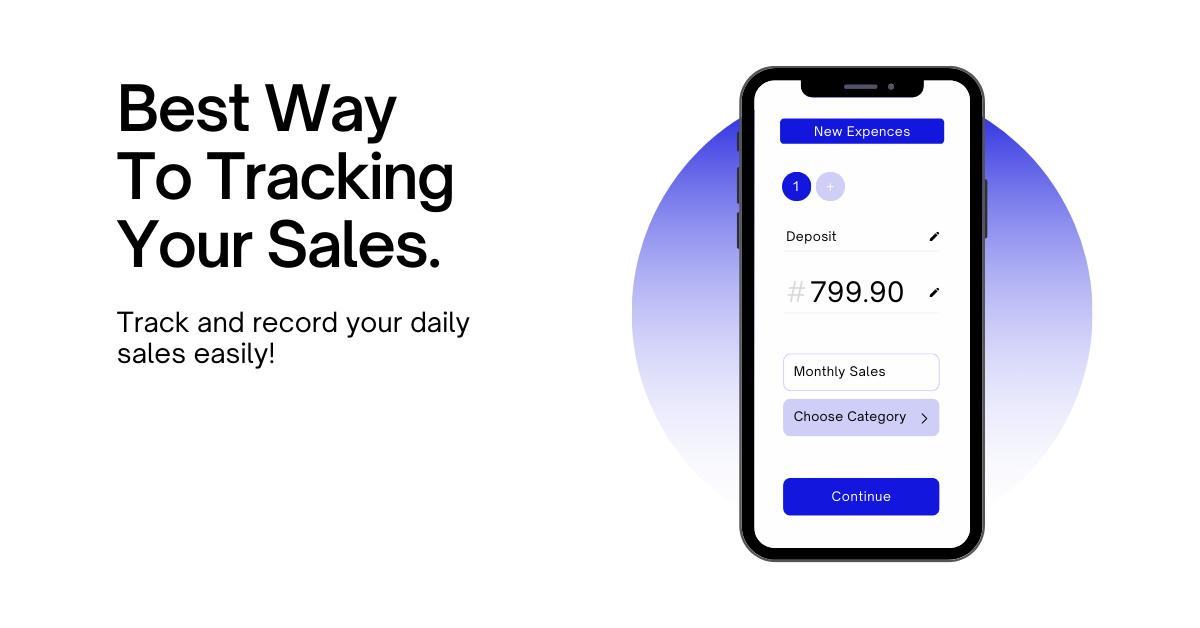 Best Way
To Tracking
Your Sales.
Track and record your daily
sales easily!
New Expences
1 +
Deposit
#799.90
Monthly Sales
Choose Category
Continue